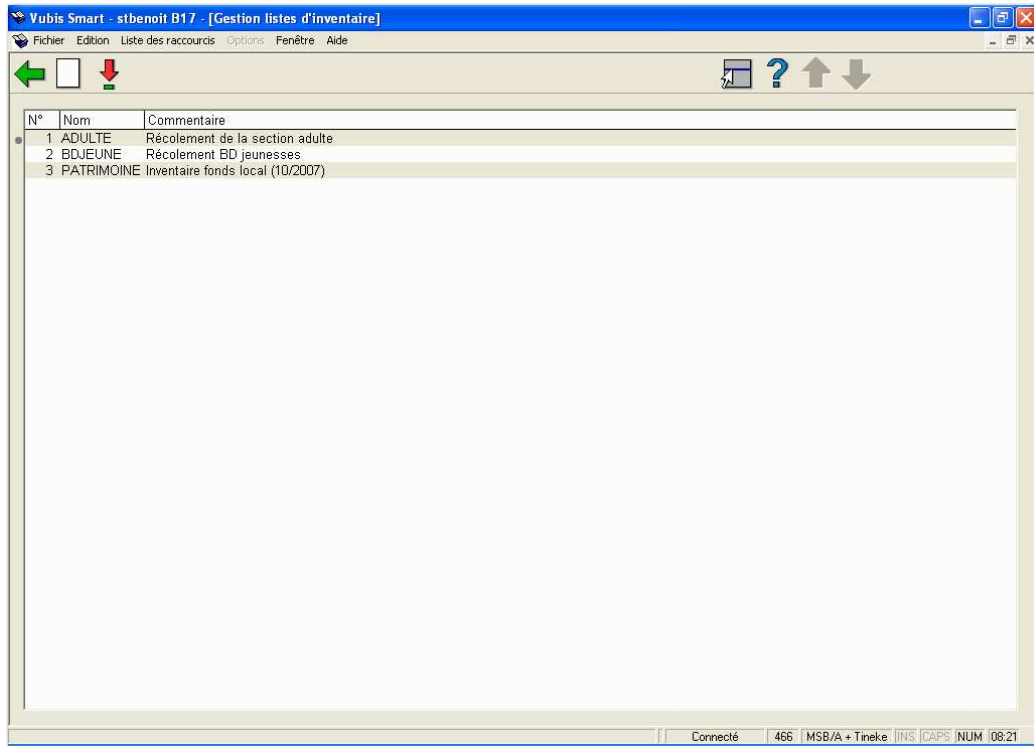 Vubis Smart - stbenoit B17 - [Gestion listes d'inventaire]
Fichier Edition Liste des raccourcis Options Fenêtre Aide
N° Nom Commentaire
1 ADULTE Récolement de la section adulte
2 BDJEUNE Récolement BD jeunesses
3 PATRIMOINE Inventaire fonds local (10/2007)
Connecté 466 MSB/A + Tineke INS CAPS NUM 08:21